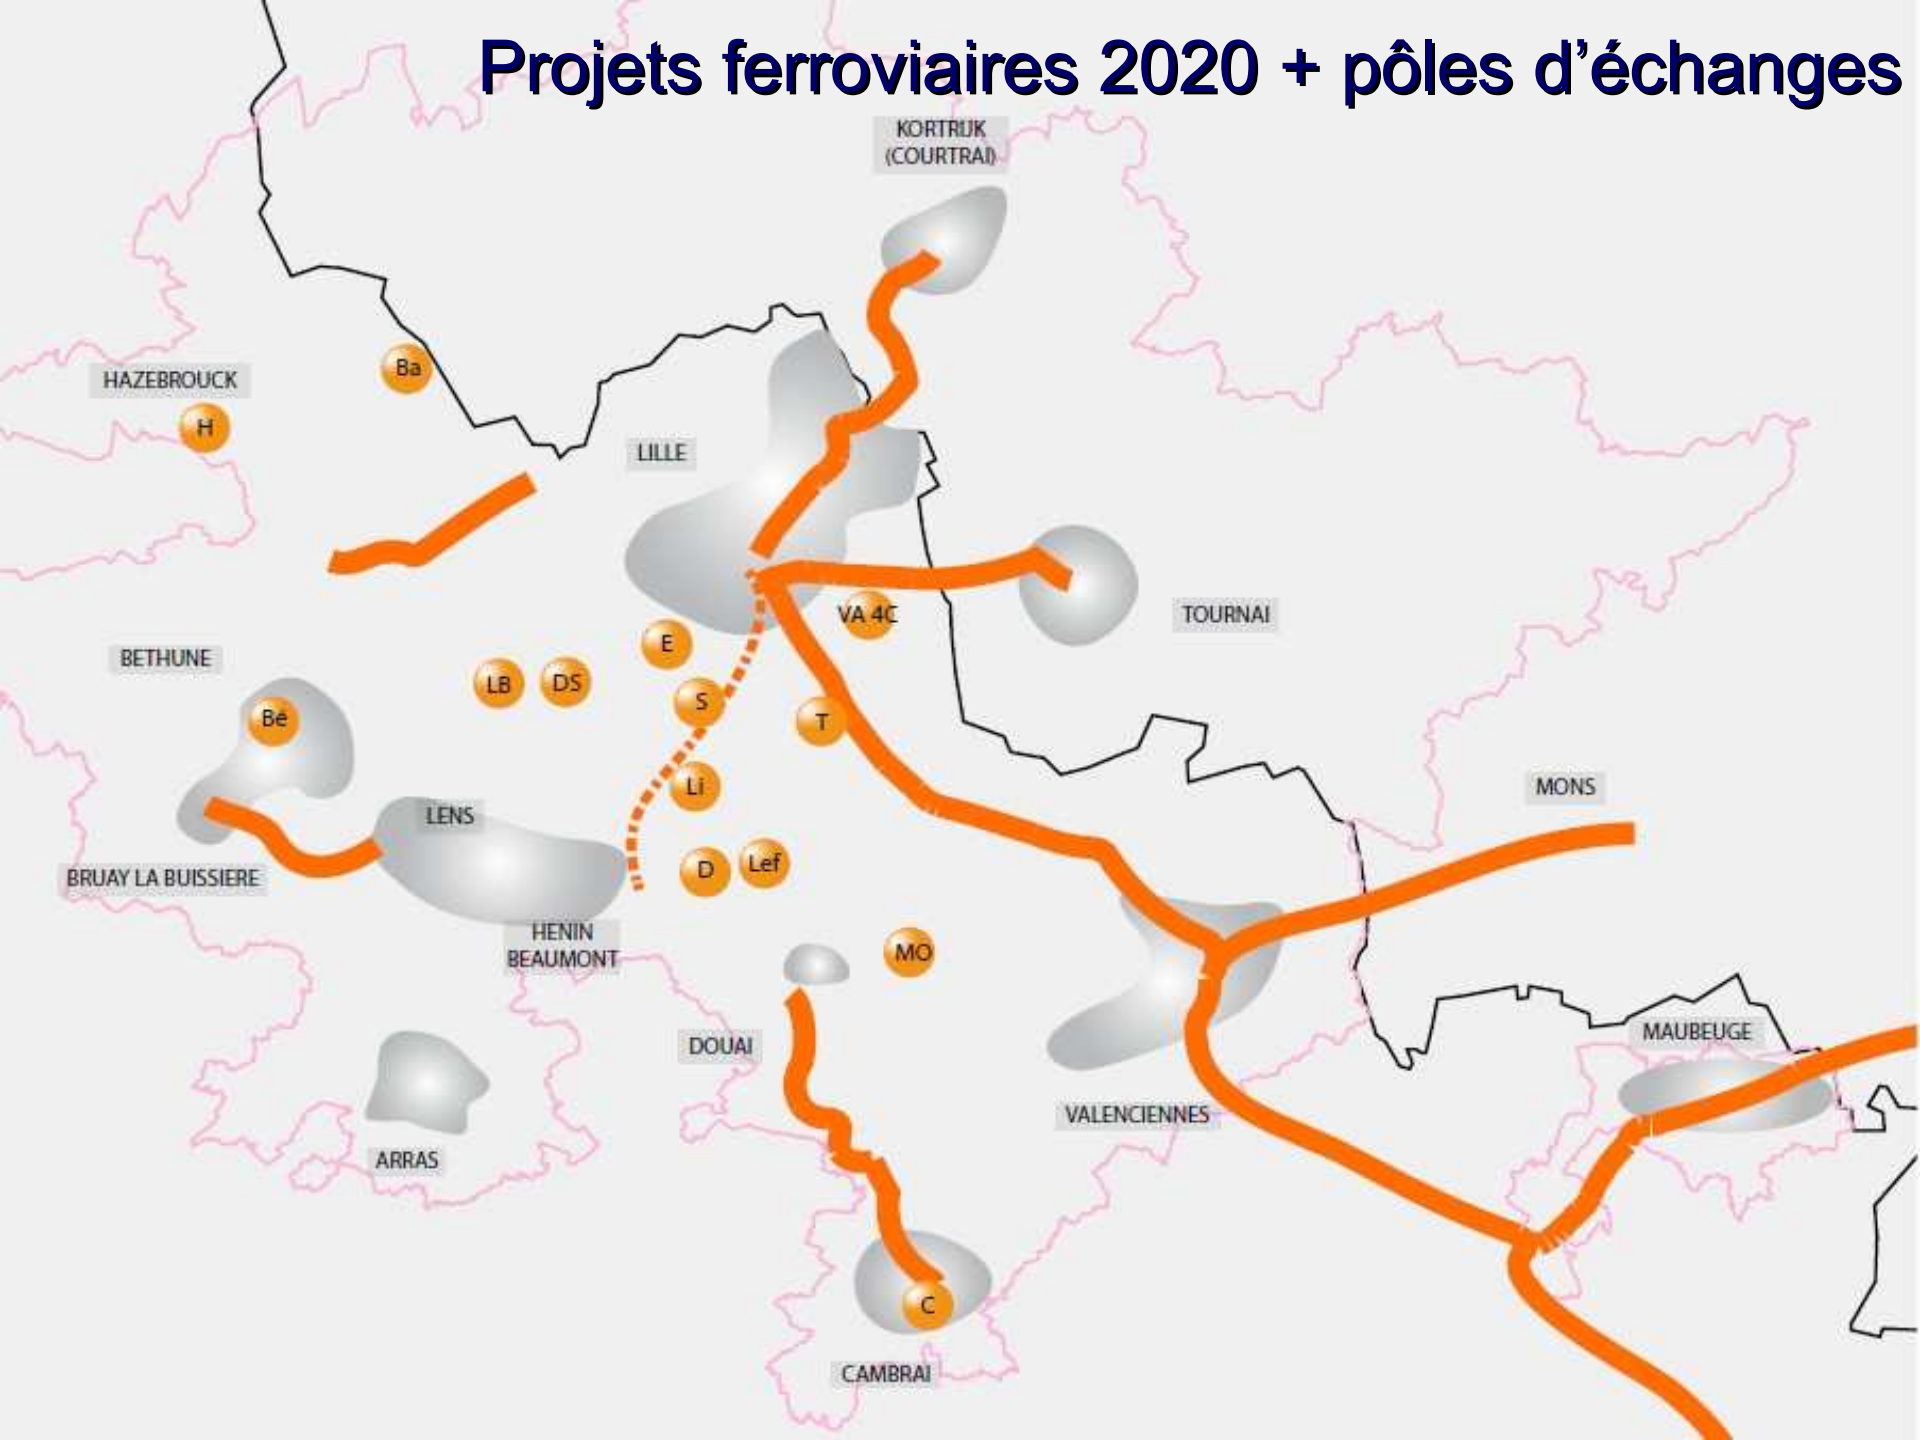 Projets ferroviaires 2020 + pôles d’échanges
KORTRIJK
(COURTRAI)
Ba
HAZEBROUCK
H
LILLE
VA 4C
TOURNAI
E
BETHUNE
LB
DS
S
Bé
T
Li
MONS
LENS
D
Lef
BRUAY LA BUISSIERE
HENIN
BEAUMONT
MO
MAUBEUGE
DOUAI
VALENCIENNES
ARRAS
C
CAMBRAI